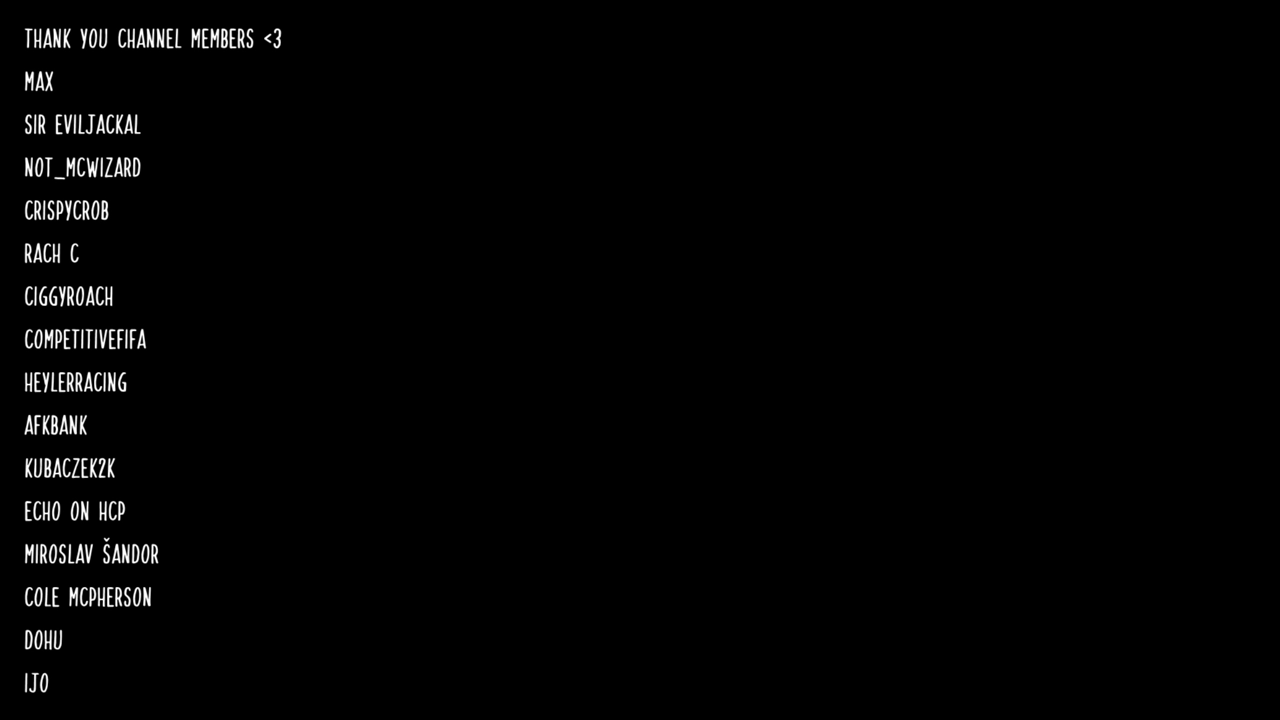 THANK YOU CHANNEL MEMBERS <3
MAX
SIR EVILJACKAL
NOT_MCWIZARD
CRISPYCROB
RACH C
CIGGYROACH
COMPETITIVEFIFA
HEYLERRACING
AFKBANK
KUBACZEK2K
ECHO ON HCP
MIROSLAV ŠANDOR
COLE MCPHERSON
DOHU
IJO